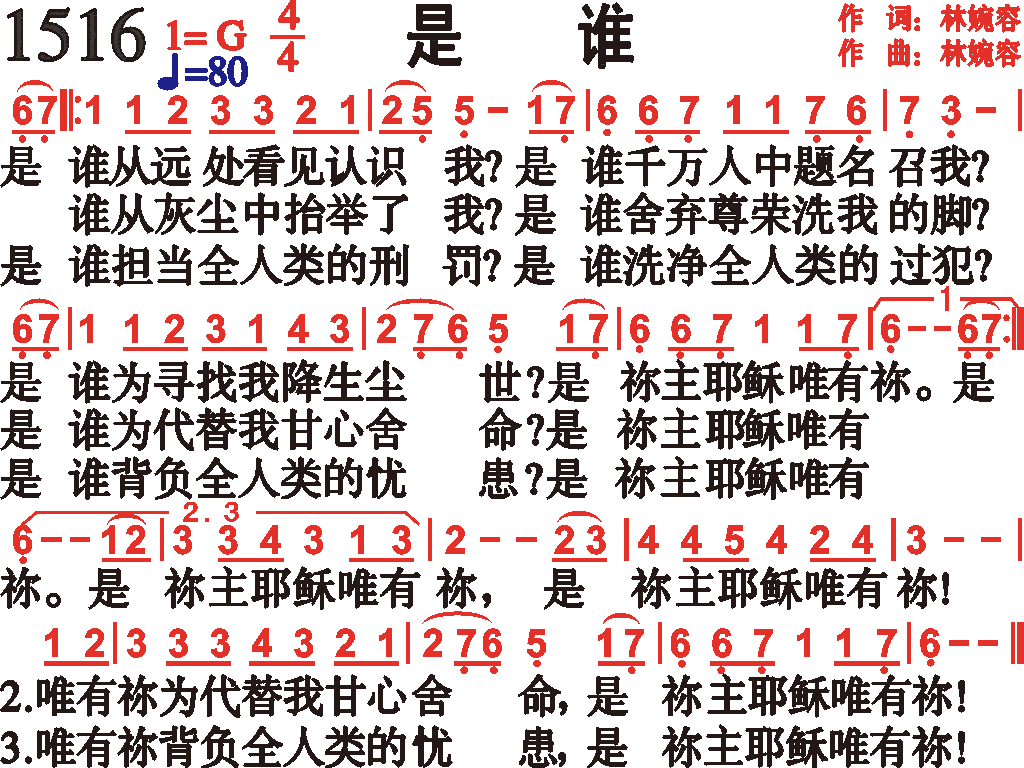 1516 1=G 4/4 是 谁 作 词：林婉容
♩=80 作 曲：林婉容
67‖:1 1 2 3 3 2 1|25 5 - 17|6 6 7 1 1 7 6|7 3 - |
是 谁从远 处看见认识 我?是 谁千万人中题名 召我?
谁从灰尘中抬举了 我?是 谁舍弃尊荣洗我 的脚?
是 谁担当全人类的刑 罚?是 谁洗净全人类的 过犯?
67|1 1 2 3 1 4 3|2 7 6 5 17|6 6 7 1 1 7|1 6 - - 67:‖
是 谁为寻找我降生尘 世?是 祢主耶稣唯有祢。是
是 谁为代替我甘心舍 命?是 祢主耶稣唯有
是 谁背负全人类的忧 患?是 祢主耶稣唯有
2.3
6 - - 12|3 3 4 3 1 3|2 - - 2 3|4 4 5 4 2 4|3 - - |
祢。是 祢主耶稣唯有 祢， 是 祢主耶稣唯有 祢!
1 2|3 3 3 4 3 2 1|2 7 6 5 17|6 6 7 1 1 7|6 - - ‖
2.唯有祢为代替我甘心舍 命,是 祢主耶稣唯有祢!
3.唯有祢背负全人类的忧 患,是 祢主耶稣唯有祢!